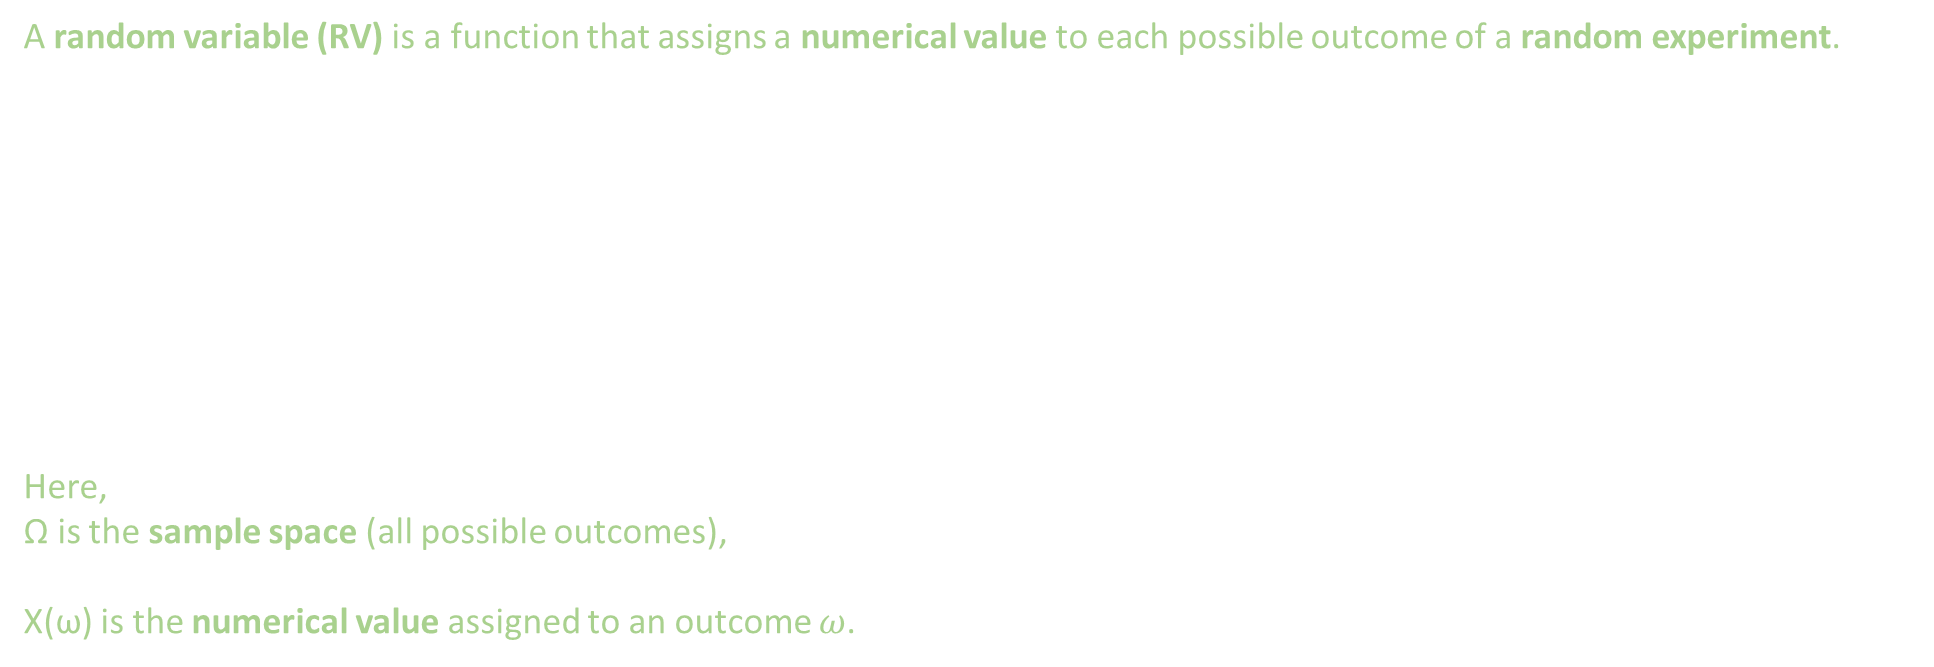 A random variable (RV) is a function that assigns a numerical value to each possible outcome of a random experiment.
Here,
Ω is the sample space (all possible outcomes),
X(ω) is the numerical value assigned to an outcome ω.